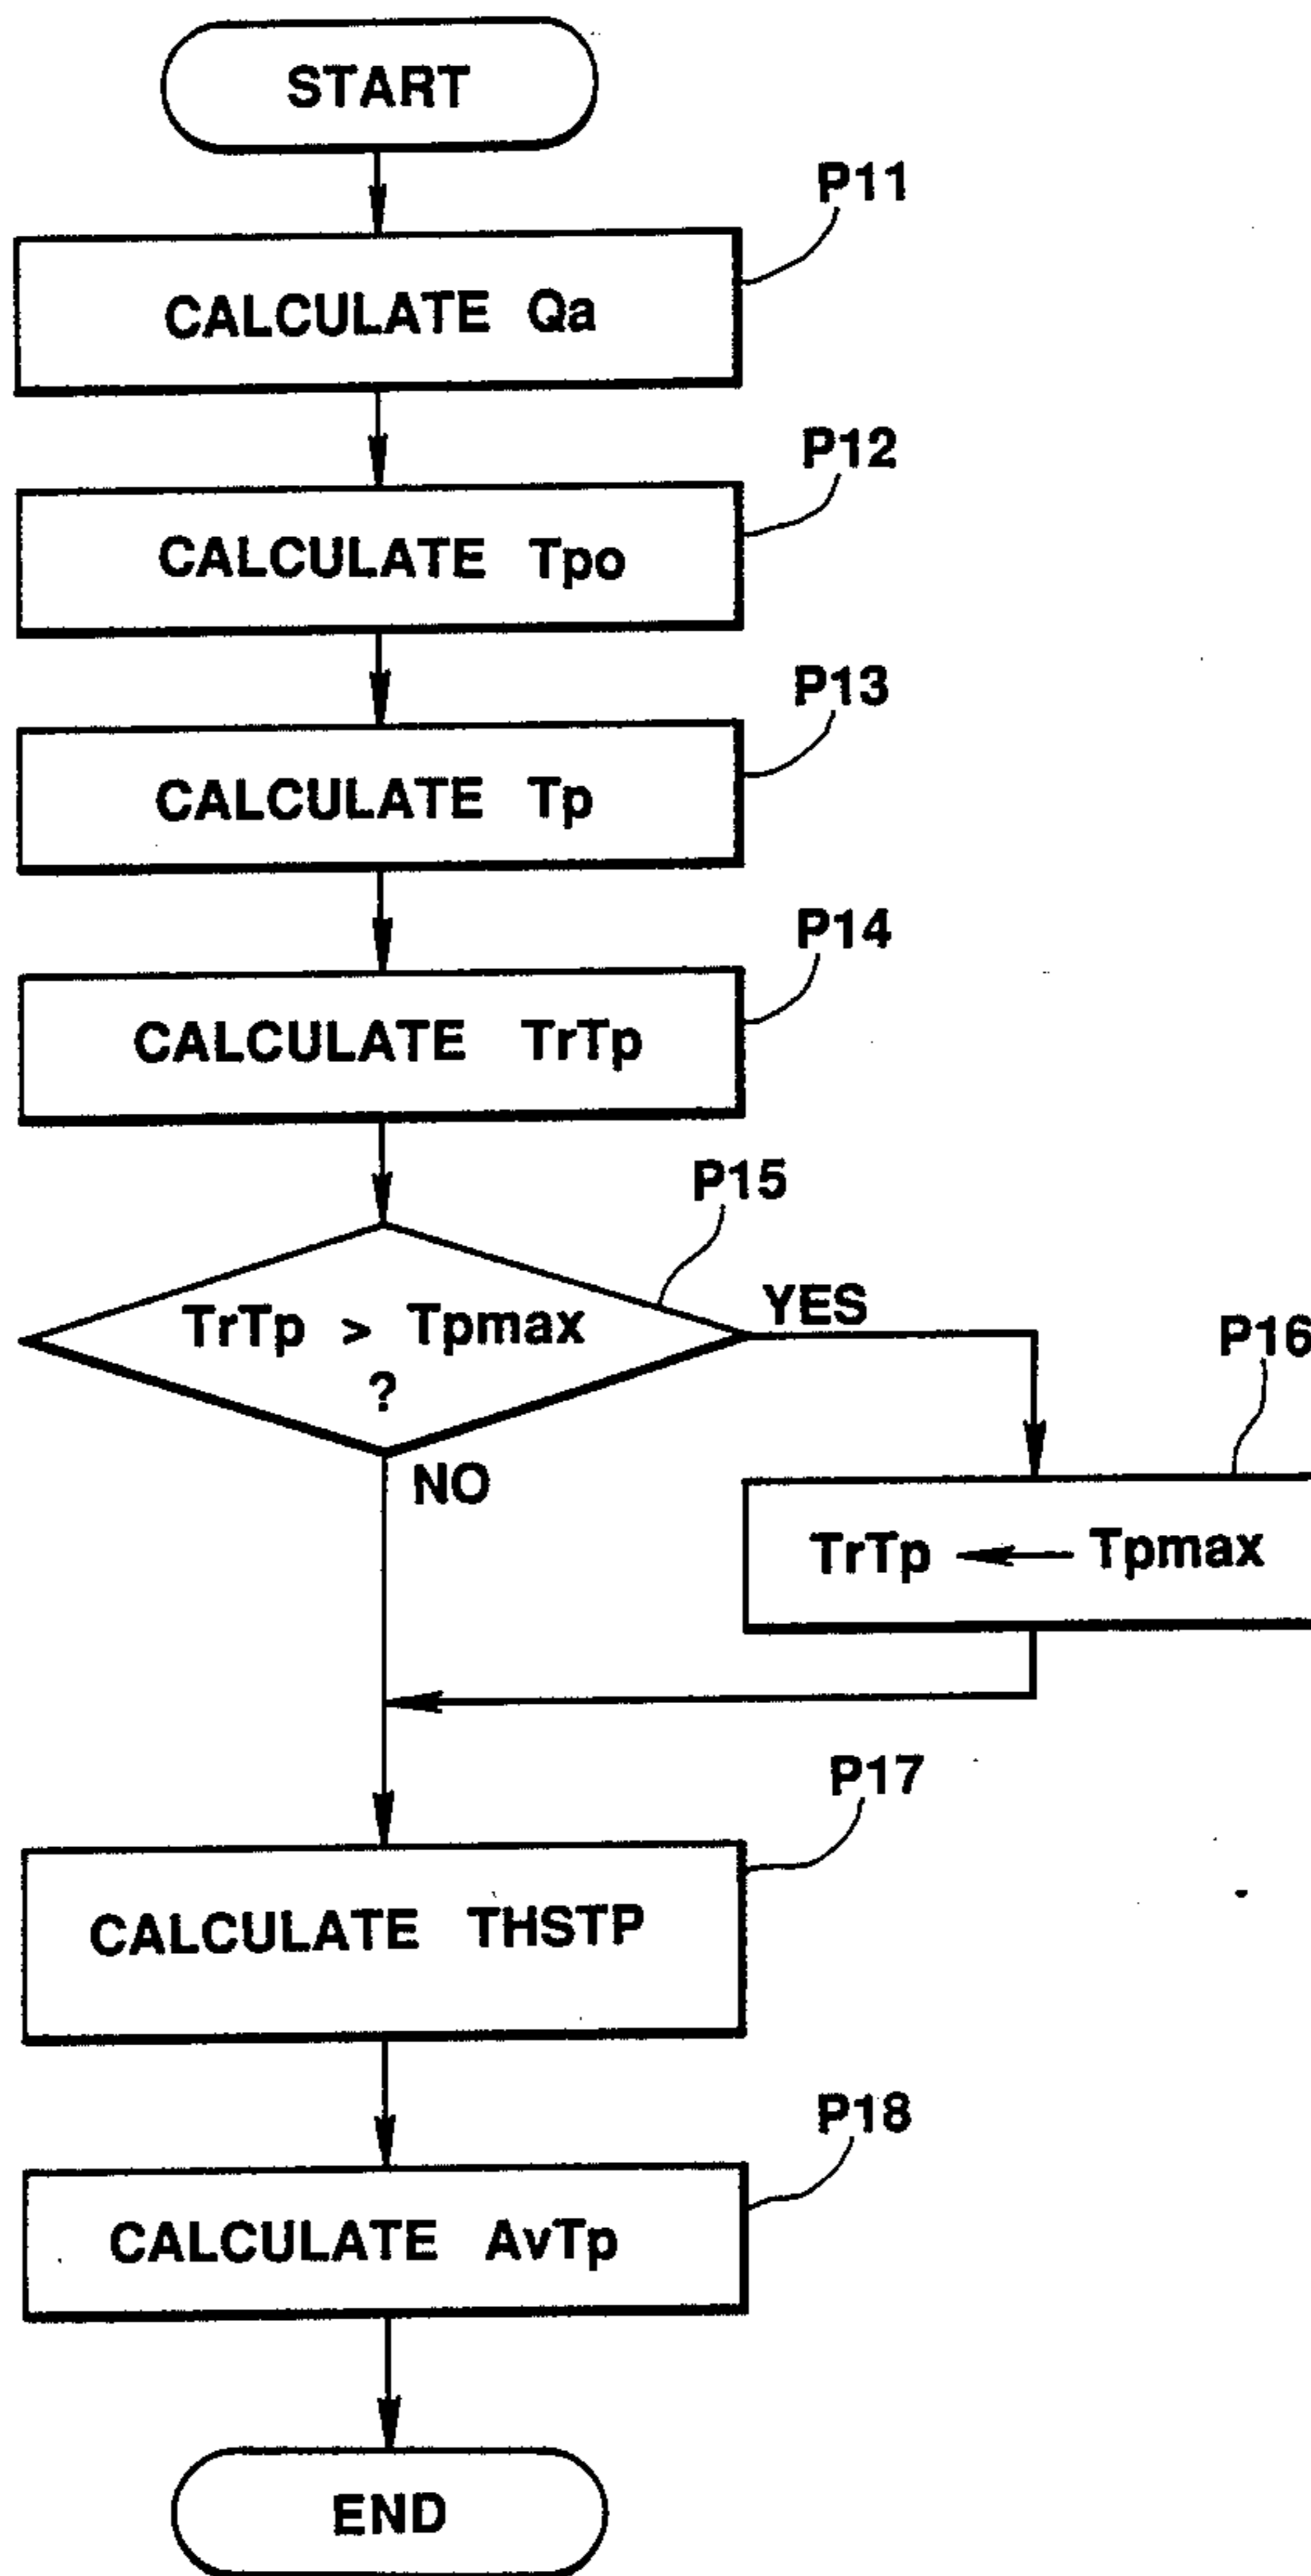 START
P11
CALCULATE Qa
P12
CALCULATE Tpo
P13
CALCULATE Tp
P14
CALCULATE TrTp
P15
TrTp > Tpmax
?
YES
NO
P16
TrTp ← Tpmax
P17
CALCULATE THSTP
P18
CALCULATE AvTp
END